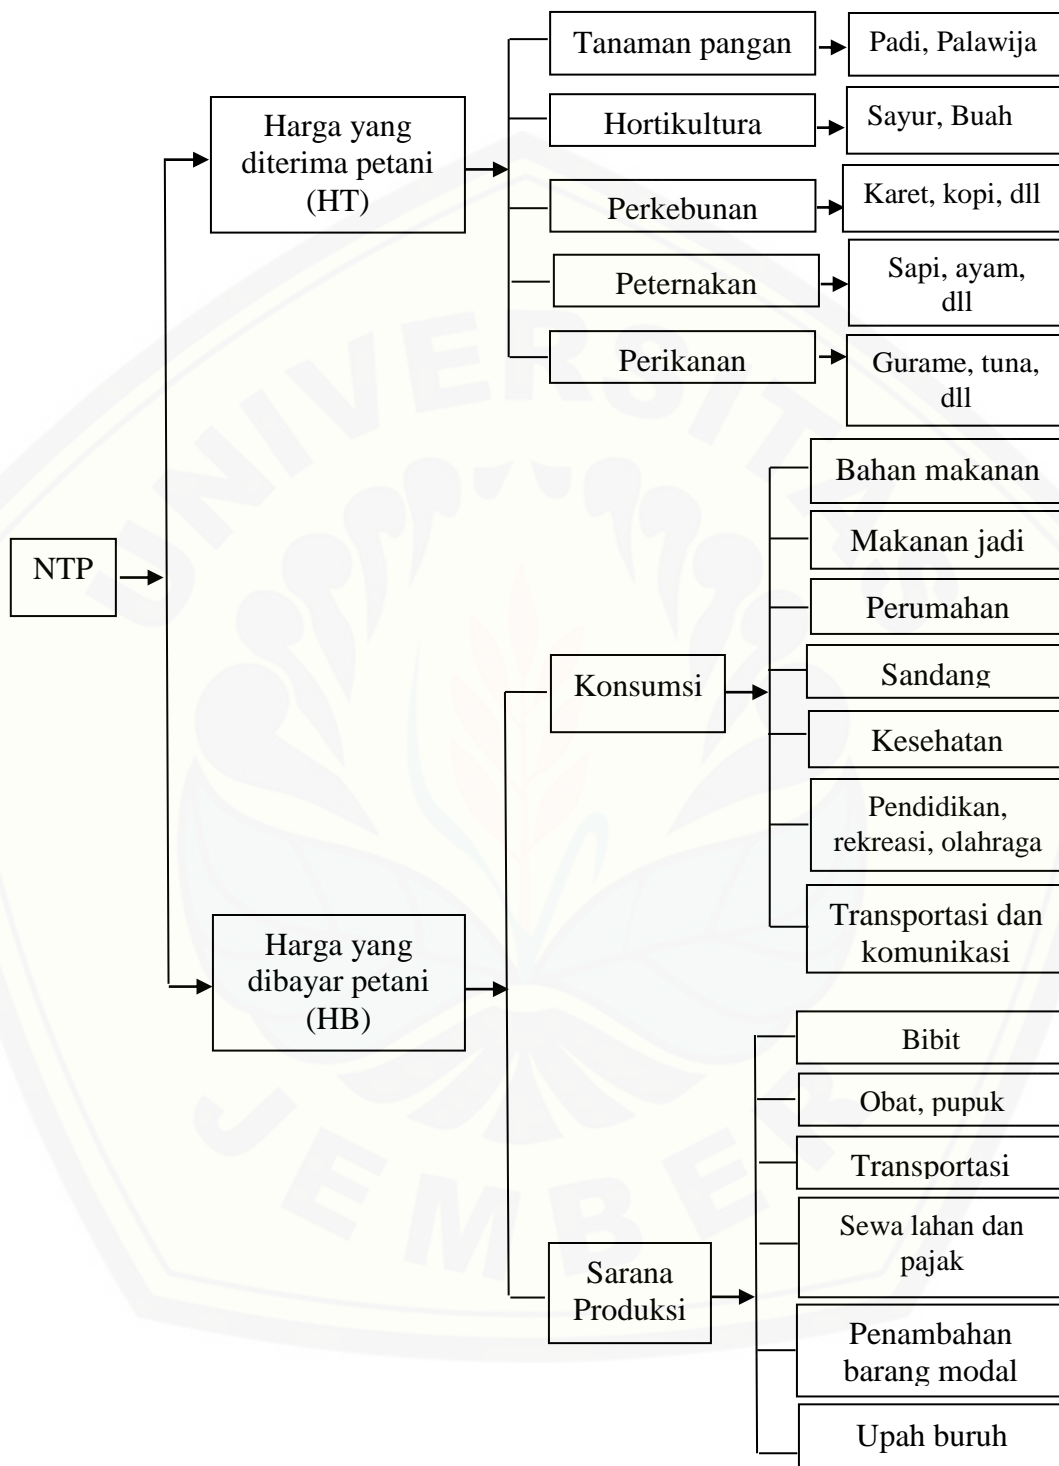 Tanaman pangan
Padi, Palawija
Harga yang
diterima petani
(HT)
Hortikultura
Sayur, Buah
Perkebunan
Karet, kopi, dll
Peternakan
Sapi, ayam,
dll
Perikanan
Gurame, tuna,
dll
NTP
Konsumsi
Bahan makanan
Makanan jadi
Perumahan
Sandang
Kesehatan
Pendidikan,
rekreasi, olahraga
Transportasi dan
komunikasi
Harga yang
dibayar petani
(HB)
Sarana
Produksi
Bibit
Obat, pupuk
Transportasi
Sewa lahan dan
pajak
Penambahan
barang modal
Upah buruh
UNIVERSITAS
JEMBER